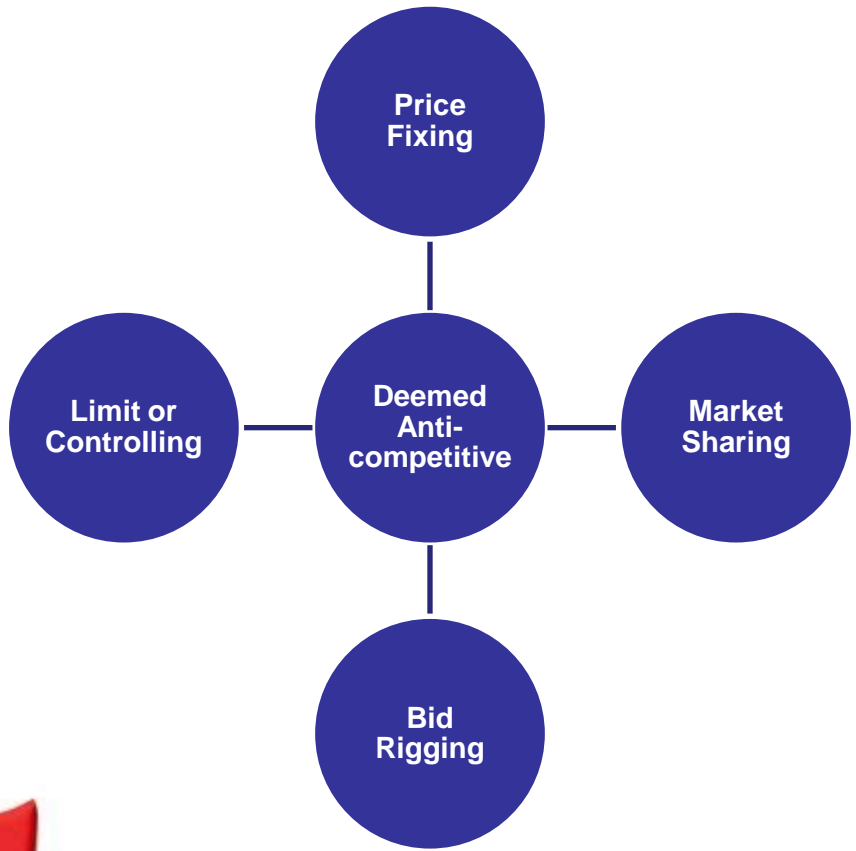 Price
Fixing
Limit or
Controlling
Deemed
Anti-
competitive
Market
Sharing
Bid
Rigging